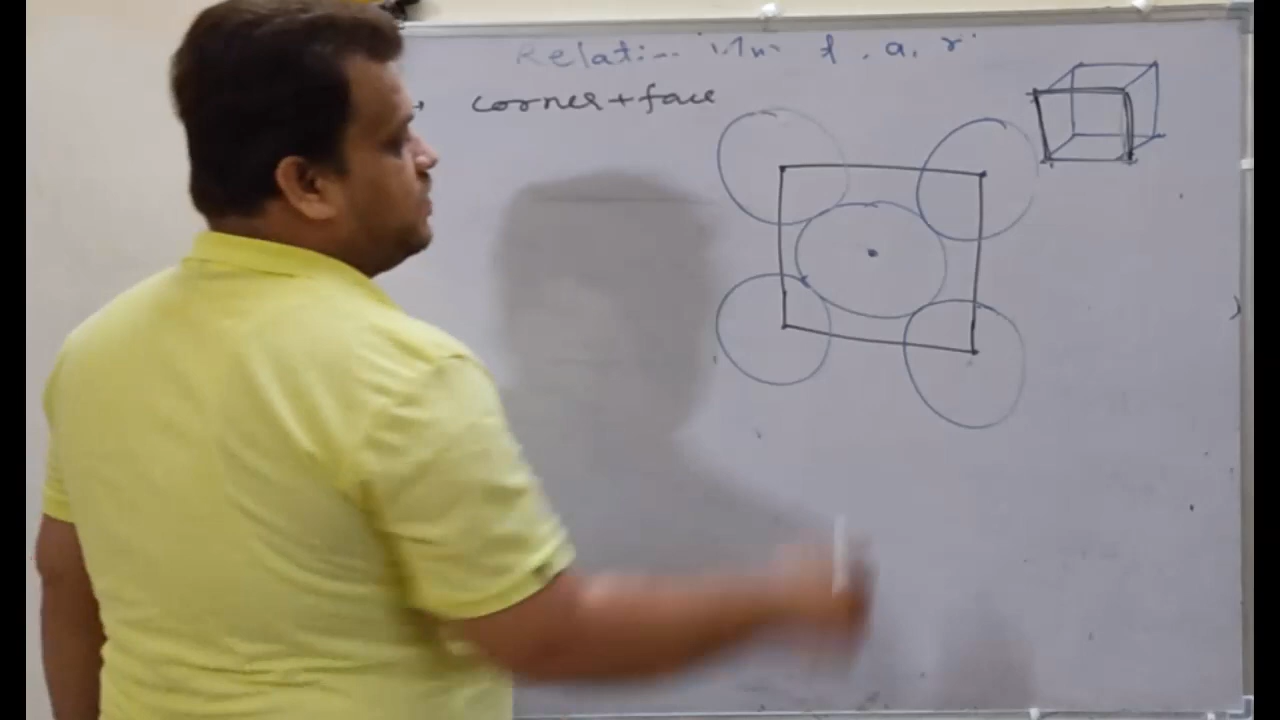 Relation d, a, r
corner+face